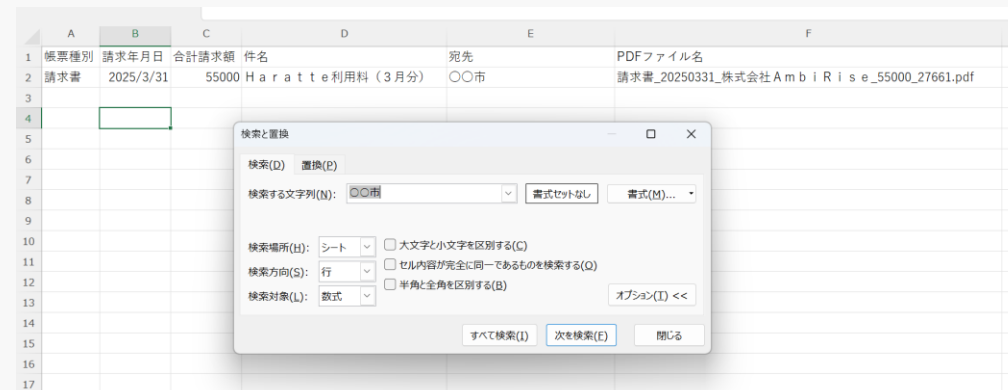 A B C D E F
1 帳票種別 請求年月日 合計請求額 件名 宛先 PDFファイル名
2 請求書 2025/3/31 55000 Ｈａｒａｔｔｅ利用料（３月分） 〇〇市 請求書_20250331_株式会社ＡｍｂｉＲｉｓｅ_55000_27661.pdf
3
4
検索と置換
5
6
検索(D) 置換(P)
7
検索する文字列(N): 〇〇市 書式セットなし 書式(M)...
8
9
10
検索場所(H): シート 大文字と小文字を区別する(C)
11
検索方向(S): 行 セル内容が完全に同一であるものを検索する(O)
12
半角と全角を区別する(B)
検索対象(L): 数式 オプション(T) <<
13
14
すべて検索(I) 次を検索(F) 閉じる
15
16
17